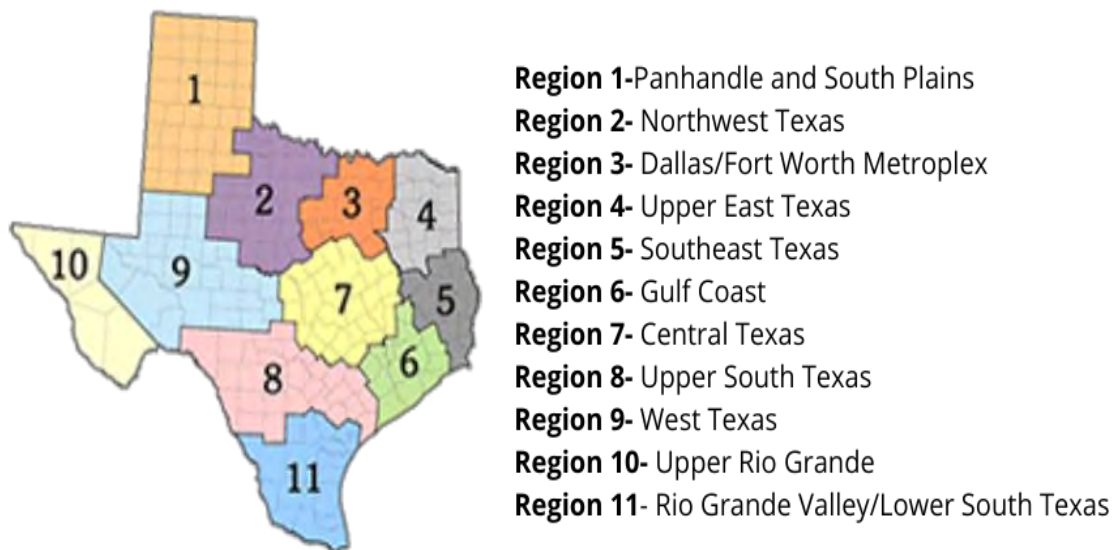 1
2
3
4
5
6
7
8
9
10
11
Region 1-Panhandle and South Plains
Region 2- Northwest Texas
Region 3- Dallas/Fort Worth Metroplex
Region 4- Upper East Texas
Region 5- Southeast Texas
Region 6- Gulf Coast
Region 7- Central Texas
Region 8- Upper South Texas
Region 9- West Texas
Region 10- Upper Rio Grande
Region 11- Rio Grande Valley/Lower South Texas